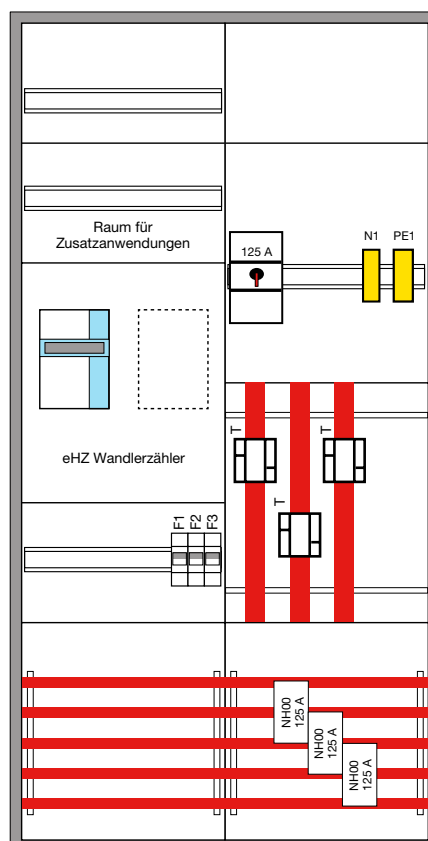 Raum für
Zusatzanwendungen
125 A
N1
PE1
eHZ Wandlerzähler
T
T
T
F1
F2
F3
NH00
125 A
NH00
125 A
NH00
125 A